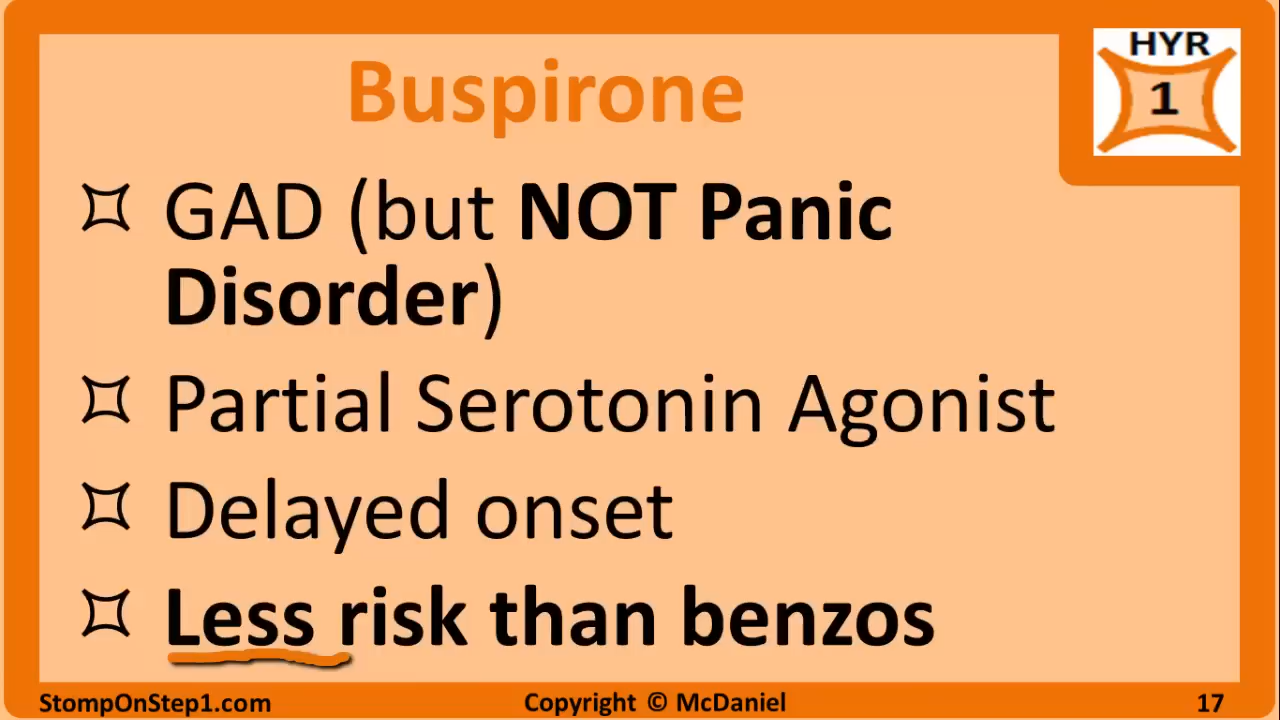 HYR
1
Buspirone
GAD (but NOT Panic
Disorder)
Partial Serotonin Agonist
Delayed onset
Less risk than benzos
StompOnStep1.com
Copyright © McDaniel
17